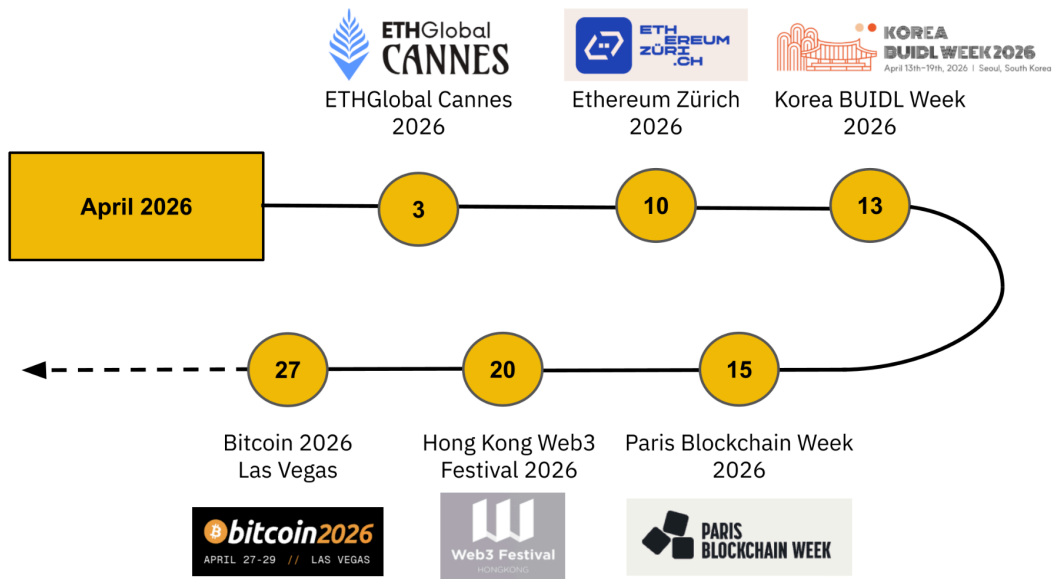 ETHGlobal
CANNES
ETHGlobal Cannes
2026
ETH
EREUM
ZÜRI
.CH
Ethereum Zürich
2026
KOREA
BUIDL WEEK2026
April 13th-19th, 2026 | Seoul, South Korea
Korea BUIDL Week
2026
April 2026
3
10
13
27
20
15
Bitcoin 2026
Las Vegas
Hong Kong Web3
Festival 2026
Paris Blockchain Week
2026
bitcoin2026
APRIL 27-29 // LAS VEGAS
Web3 Festival
HONGKONG
PARIS
BLOCKCHAIN WEEK